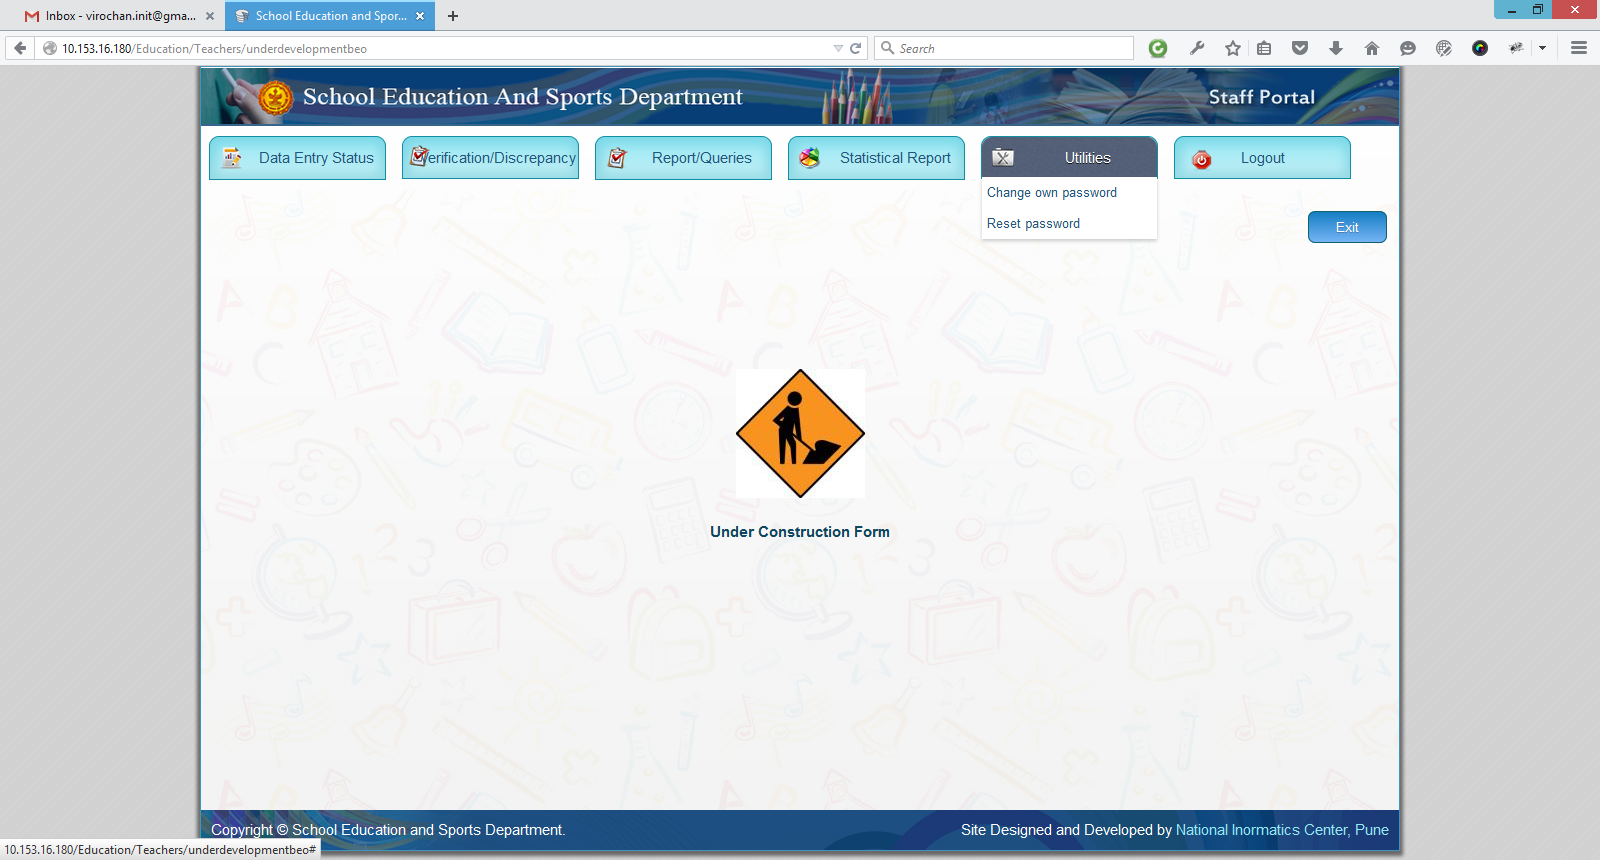 Inbox - virochan.init@gma...
School Education and Spor...
10.153.16.180/Education/Teachers/underdevelopmentbeo
Search
School Education And Sports Department
Staff Portal
Data Entry Status
erification/Discrepancy
Report/Queries
Statistical Report
Utilities
Logout
Change own password
Reset password
Exit
Under Construction Form
Copyright © School Education and Sports Department.
Site Designed and Developed by National Inormatics Center, Pune
10.153.16.180/Education/Teachers/underdevelopmentbeo#